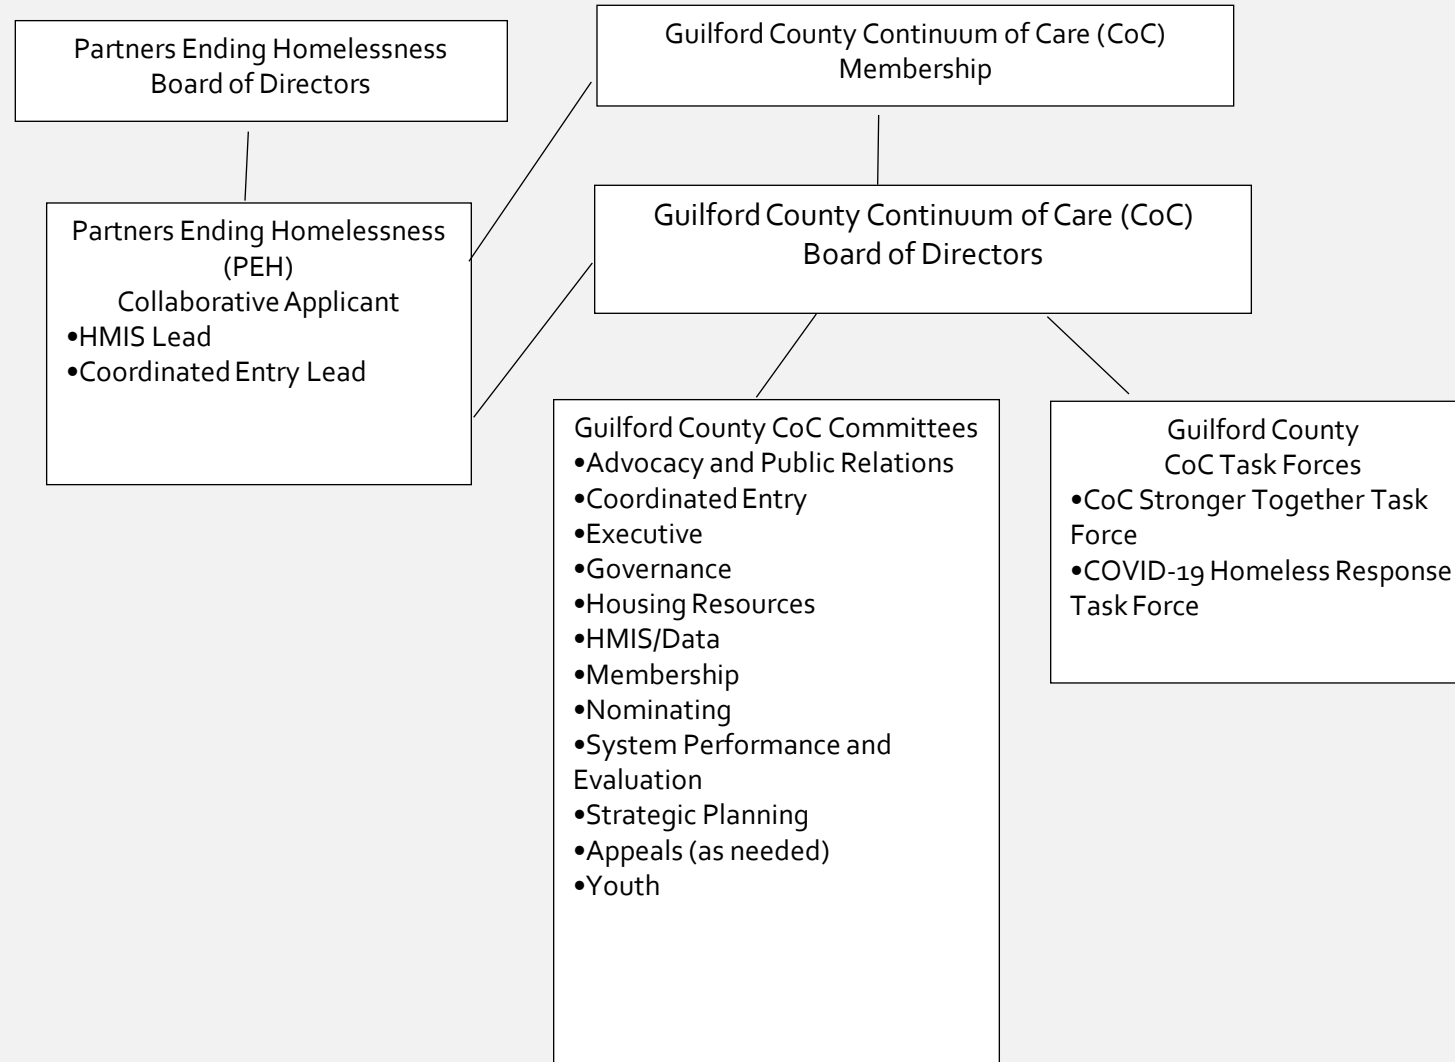 Partners Ending Homelessness
Board of Directors
Guilford County Continuum of Care (CoC)
Membership
Partners Ending Homelessness
(PEH)
Collaborative Applicant
•HMIS Lead
•Coordinated Entry Lead
Guilford County Continuum of Care (CoC)
Board of Directors
Guilford County CoC Committees
•Advocacy and Public Relations
•Coordinated Entry
•Executive
•Governance
•Housing Resources
•HMIS/Data
•Membership
•Nominating
•System Performance and
Evaluation
•Strategic Planning
•Appeals (as needed)
•Youth
Guilford County
CoC Task Forces
•CoC Stronger Together Task
Force
•COVID-19 Homeless Response
Task Force